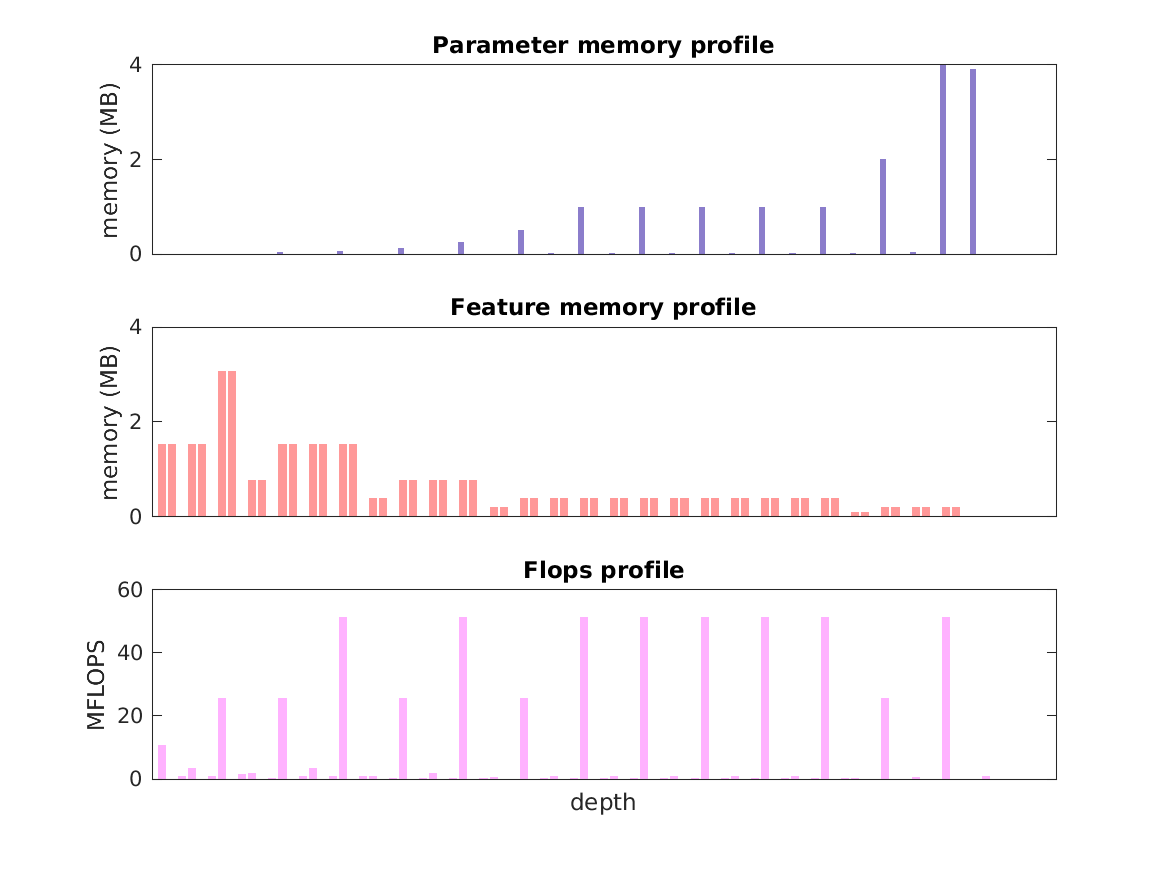 Parameter memory profile
4
2
0
memory (MB)
Feature memory profile
4
2
0
memory (MB)
Flops profile
60
40
20
0
MFLOPS
depth